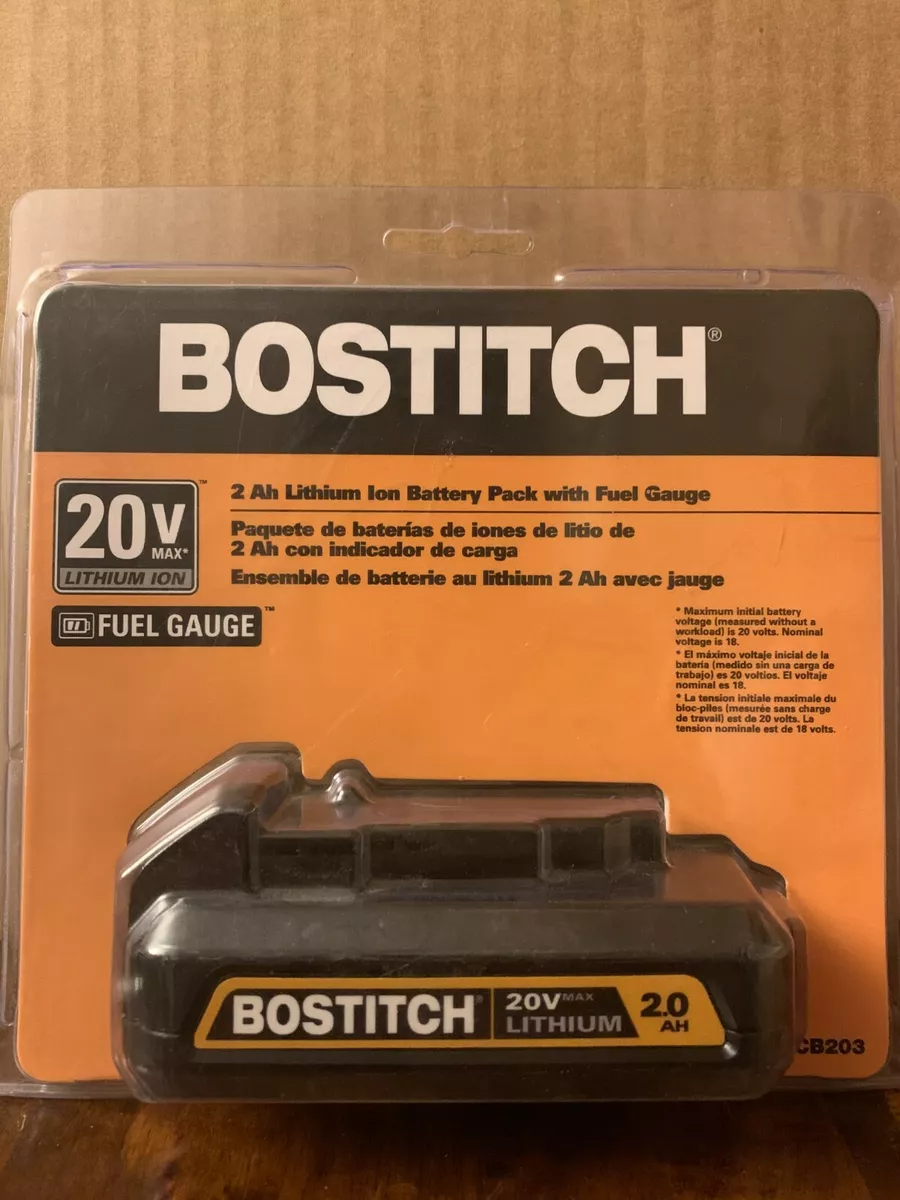 BOSTITCH®
20V MAX*™
LITHIUM ION
FUEL GAUGE™
2 Ah Lithium Ion Battery Pack with Fuel Gauge
Paquete de baterías de iones de litio de
2 Ah con indicador de carga
Ensemble de batterie au lithium 2 Ah avec jauge
* Maximum initial battery
voltage (measured without a
workload) is 20 volts. Nominal
voltage is 18.
* El máximo voltaje inicial de la
batería (medido sin una carga de
trabajo) es 20 voltios. El voltaje
nominal es 18.
* La tension initiale maximale du
bloc-piles (mesurée sans charge
de travail) est de 20 volts. La
tension nominale est de 18 volts.
BOSTITCH®
20V MAX
LITHIUM
2.0
AH
CB203